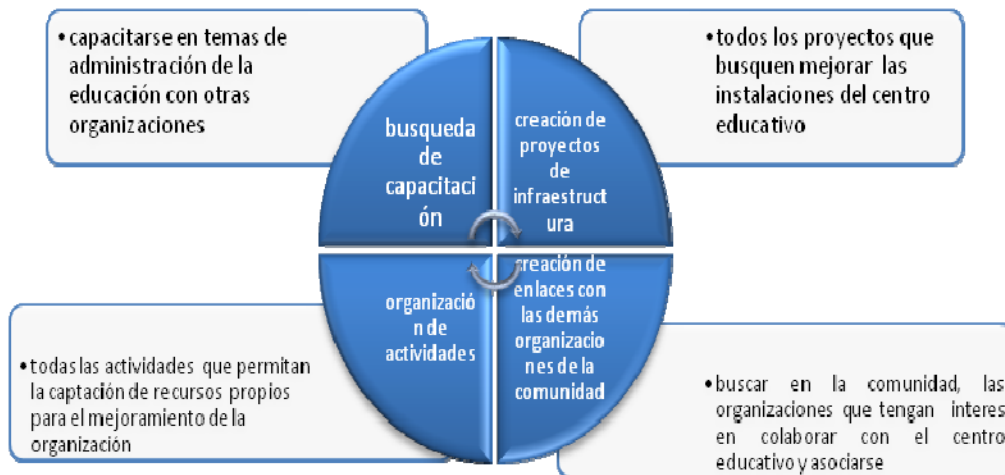 • capacitarse en temas de
administración de la
educación con otras
organizaciones
• todos los proyectos que
busquen mejorar las
instalaciones del centro
educativo
busqueda
de
capacitaci
ón
creación de
proyectos
de
infraestruct
ura
organizació
n de
actividades
creación de
enlaces con
las demás
organizacio
nes de la
comunidad
• todas las actividades que permitan
la captación de recursos propios
para el mejoramiento de la
organización
• buscar en la comunidad, las
organizaciones que tengan interes
en colaborar con el centro
educativo y asociarse